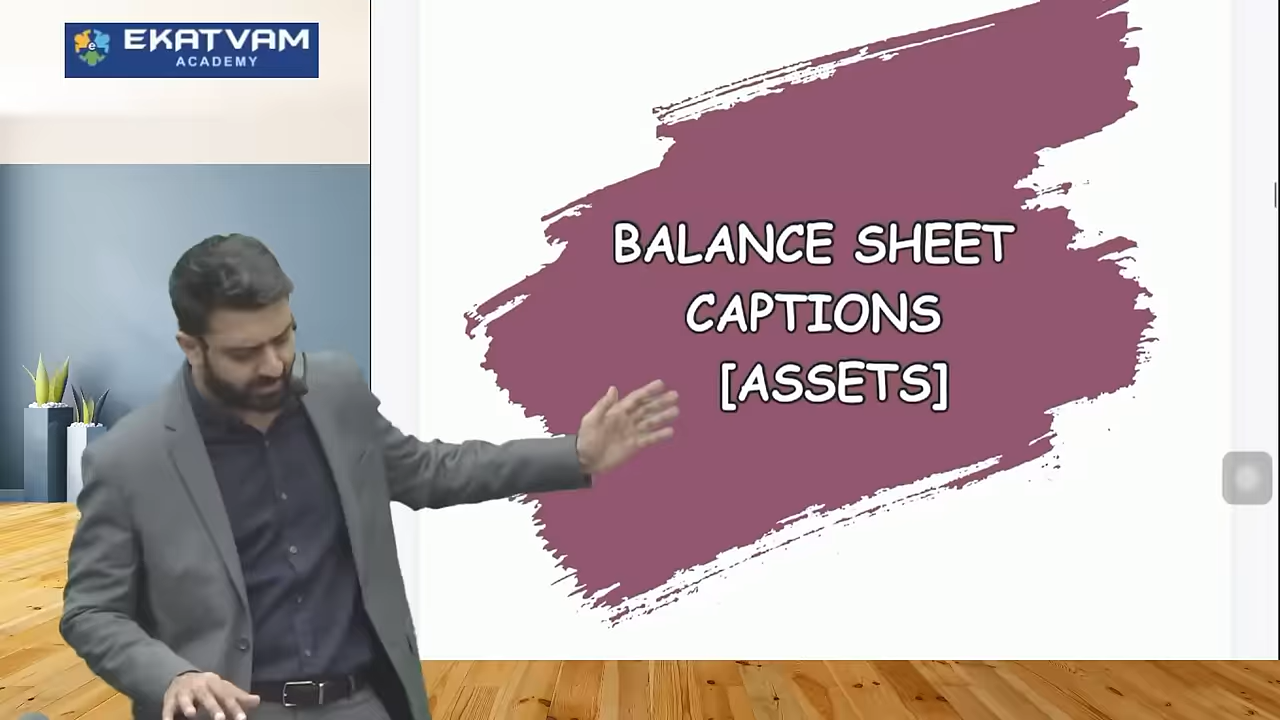 EKATVAM
ACADEMY
BALANCE SHEET
CAPTIONS
[ASSETS]